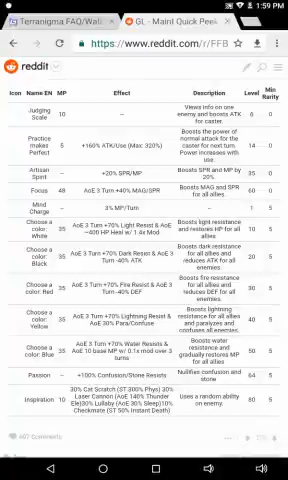 1:59 PM
Terranigma FAQ/Walk
GL - Mainl Quick Peek
https://www.reddit.com/r/FFB
reddit
Icon Name EN MP Effect Description Level Min Rarity
Judging Scale 10 -- Views info on one enemy and boosts ATK for caster. 6 0
Practice makes Perfect 5 +160% ATK/Use (Max: 320%) Boosts the power of normal attack for the caster for next turn. Power increases with use. 14 0
Artisan Spirit -- +20% SPR/MP Boosts SPR and MP by 20% 35 0
Focus 48 AoE 3 Turn +40% MAG/SPR Boosts MAG and SPR for all allies. 60 0
Mind Charge -- 3% MP/Turn -- 1 5
Choose a color: White 35 AoE 3 Turn +70% Light Resist & AoE ~400 HP Heal w/ 1.4x Mod Boosts light resistance and restores HP for all allies 10 5
Choose a color: Black 35 AoE 3 Turn +70% Dark Resist & AoE 3 Turn -40% ATK Boosts dark resistance for all allies and reduces ATK for all enemies. 20 5
Choose a color: Red 35 AoE 3 Turn +70% Fire Resist & AoE 3 Turn -40% DEF Boosts fire resistance for all allies and reduces DEF for all enemies 30 5
Choose a color: Yellow 35 AoE 3 Turn +70% Lightning Resist & AoE 30% Para/Confuse Boosts lightning resistance for all allies and paralyzes and confuses all enemies. 40 5
Choose a color: Blue 35 AoE 3 Turn +70% Water Resists & AoE 10 base MP w/ 0.1x mod over 3 turns Boosts water resistance and gradually restores MP for all allies 50 5
Passion -- +100% Confusion/Stone Resists Nullifies confusion and stone 64 5
Inspiration 10 30% Cat Scratch (ST 300% Phys) 30% Laser Cannon (AoE 140% Thunder Ele)30% Lullaby (AoE 30% Sleep)10% Checkmate (ST 50% Instant Death) Uses a random ability on enemy. 80 5
Comments